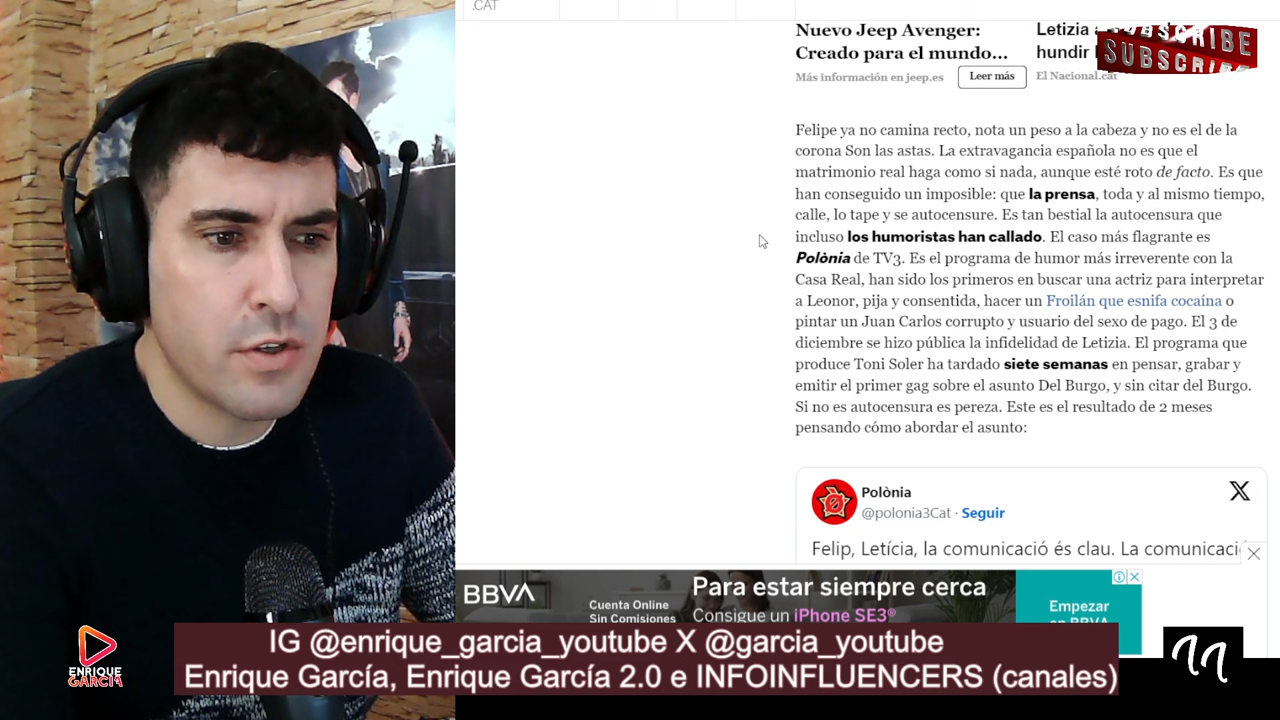 .CAT
Nuevo Jeep Avenger:
Creado para el mundo...
Más información en jeep.es
Leer más
Letizia
hundir
El Nacional.cat
SUBSCRIBE
SUBSCRIBE
Felipe ya no camina recto, nota un peso a la cabeza y no es el de la
corona Son las astas. La extravagancia española no es que el
matrimonio real haga como si nada, aunque esté roto de facto. Es que
han conseguido un imposible: que la prensa, toda y al mismo tiempo,
calle, lo tape y se autocensure. Es tan bestial la autocensura que
incluso los humoristas han callado. El caso más flagrante es
Polònia de TV3. Es el programa de humor más irreverente con la
Casa Real, han sido los primeros en buscar una actriz para interpretar
a Leonor, pija y consentida, hacer un Froilán que esnifa cocaína o
pintar un Juan Carlos corrupto y usuario del sexo de pago. El 3 de
diciembre se hizo pública la infidelidad de Letizia. El programa que
produce Toni Soler ha tardado siete semanas en pensar, grabar y
emitir el primer gag sobre el asunto Del Burgo, y sin citar del Burgo.
Si no es autocensura es pereza. Este es el resultado de 2 meses
pensando cómo abordar el asunto:
Polònia
@polonia3Cat · Seguir
Felip, Letícia, la comunicació és clau. La comunicació
BBVA
Cuenta Online
Sin Comisiones
Para estar siempre cerca
Consigue un iPhone SE3®
Empezar
en BBVA
IG @enrique_garcia_youtube X @garcia_youtube
Enrique García, Enrique García 2.0 e INFOINFLUENCERS (canales)
ENRIQUE
GARCÍA